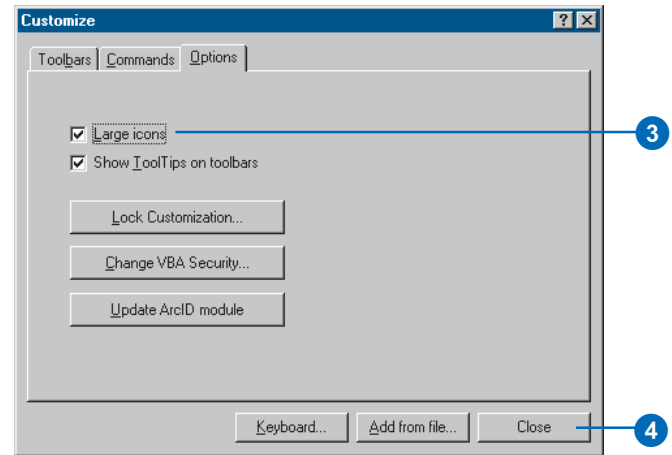 Customize
Toolbars Commands Options
Large icons 3
Show ToolTips on toolbars
Lock Customization...
Change VBA Security...
Update ArcID module
Keyboard... Add from file... Close 4